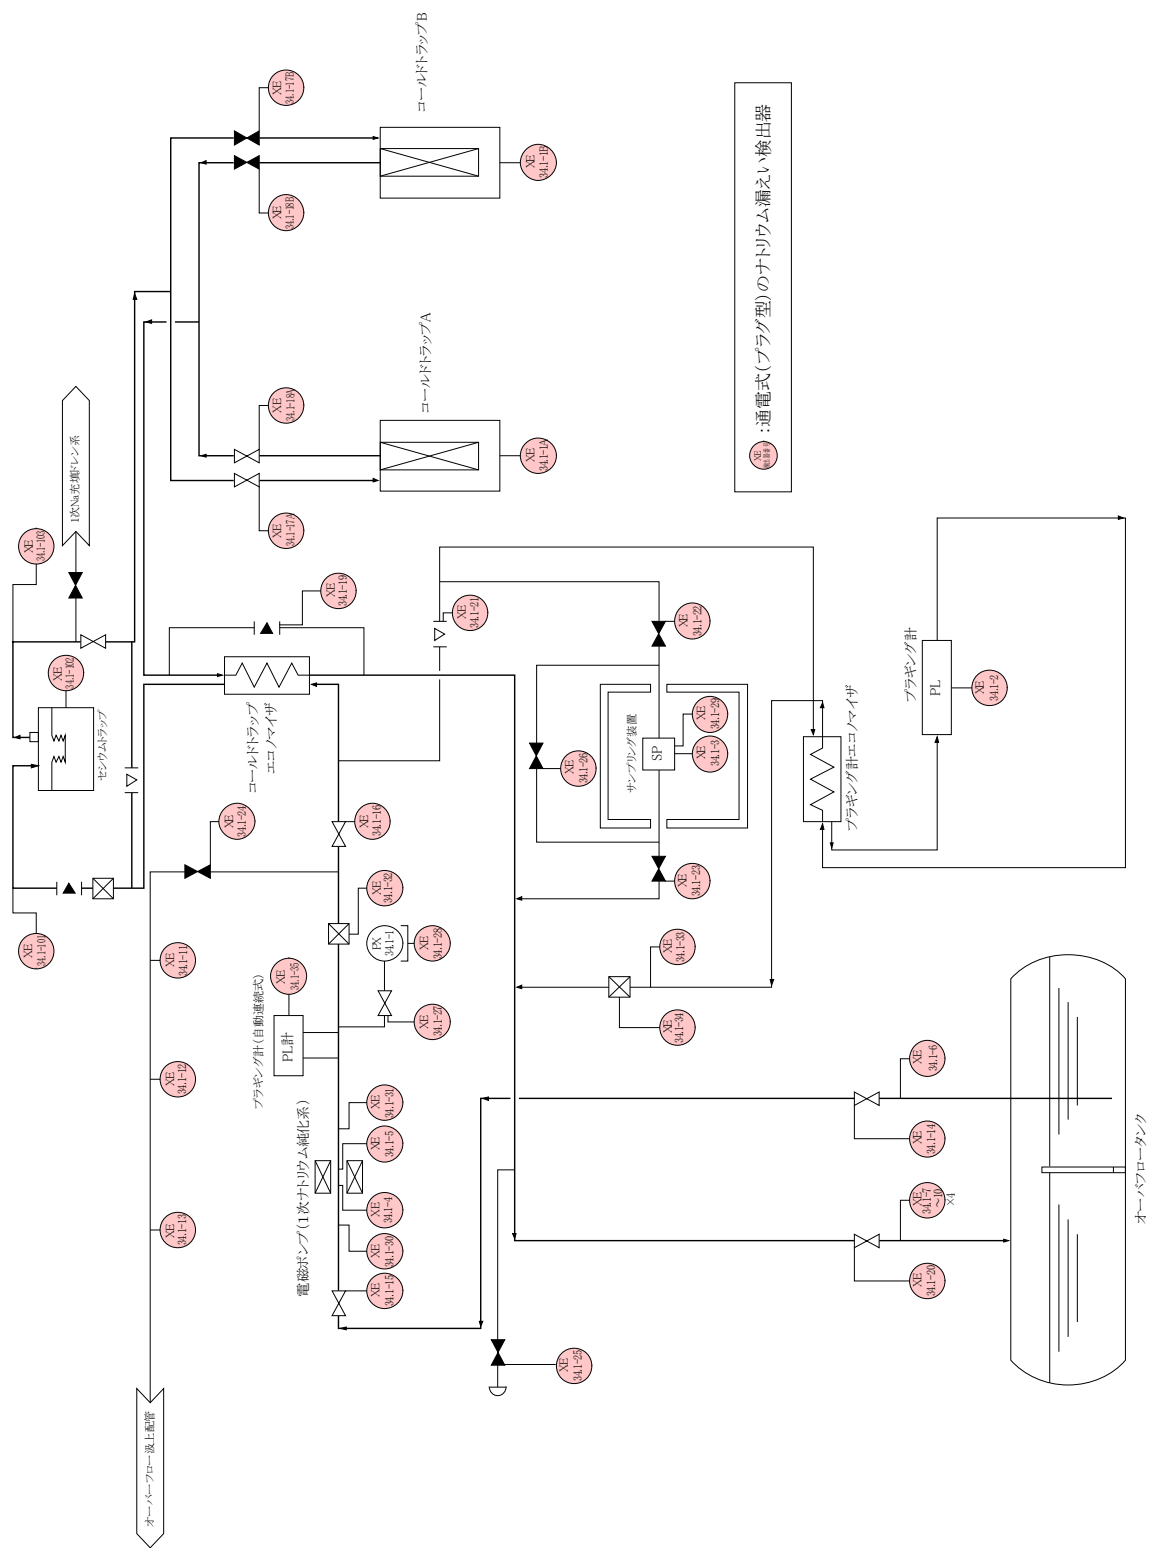 コールドトラップB
XE
34.1-17B
XE
34.1-18B
XE
34.1-1B
コールドトラップA
XE
34.1-18A
XE
34.1-17A
XE
34.1-1A
XE
:通電式(プラグ型)のナトリウム漏えい検出器
1次Na充填ドレン系
XE
34.1-103
XE
34.1-102
セシウムトラップ
XE
34.1-101
XE
34.1-19
コールドトラップ
エコノマイザ
XE
34.1-24
XE
34.1-16
XE
34.1-21
XE
34.1-22
XE
34.1-26
サンプリング装置
SP
XE
34.1-29
XE
34.1-3
XE
34.1-23
プラギング計
PL
XE
34.1-2
プラギング計エコノマイザ
XE
34.1-32
PX
34.1-1
XE
34.1-28
XE
34.1-27
プラギング計(自動連続式)
PL計
XE
34.1-35
XE
34.1-33
XE
34.1-34
XE
34.1-11
XE
34.1-12
XE
34.1-13
オーバーフロー汲上配管
電磁ポンプ(1次ナトリウム純化系)
XE
34.1-31
XE
34.1-5
XE
34.1-4
XE
34.1-30
XE
34.1-15
XE
34.1-25
XE
34.1-6
XE
34.1-14
XE
34.1-7
~10
×4
XE
34.1-20
オーバフロータンク